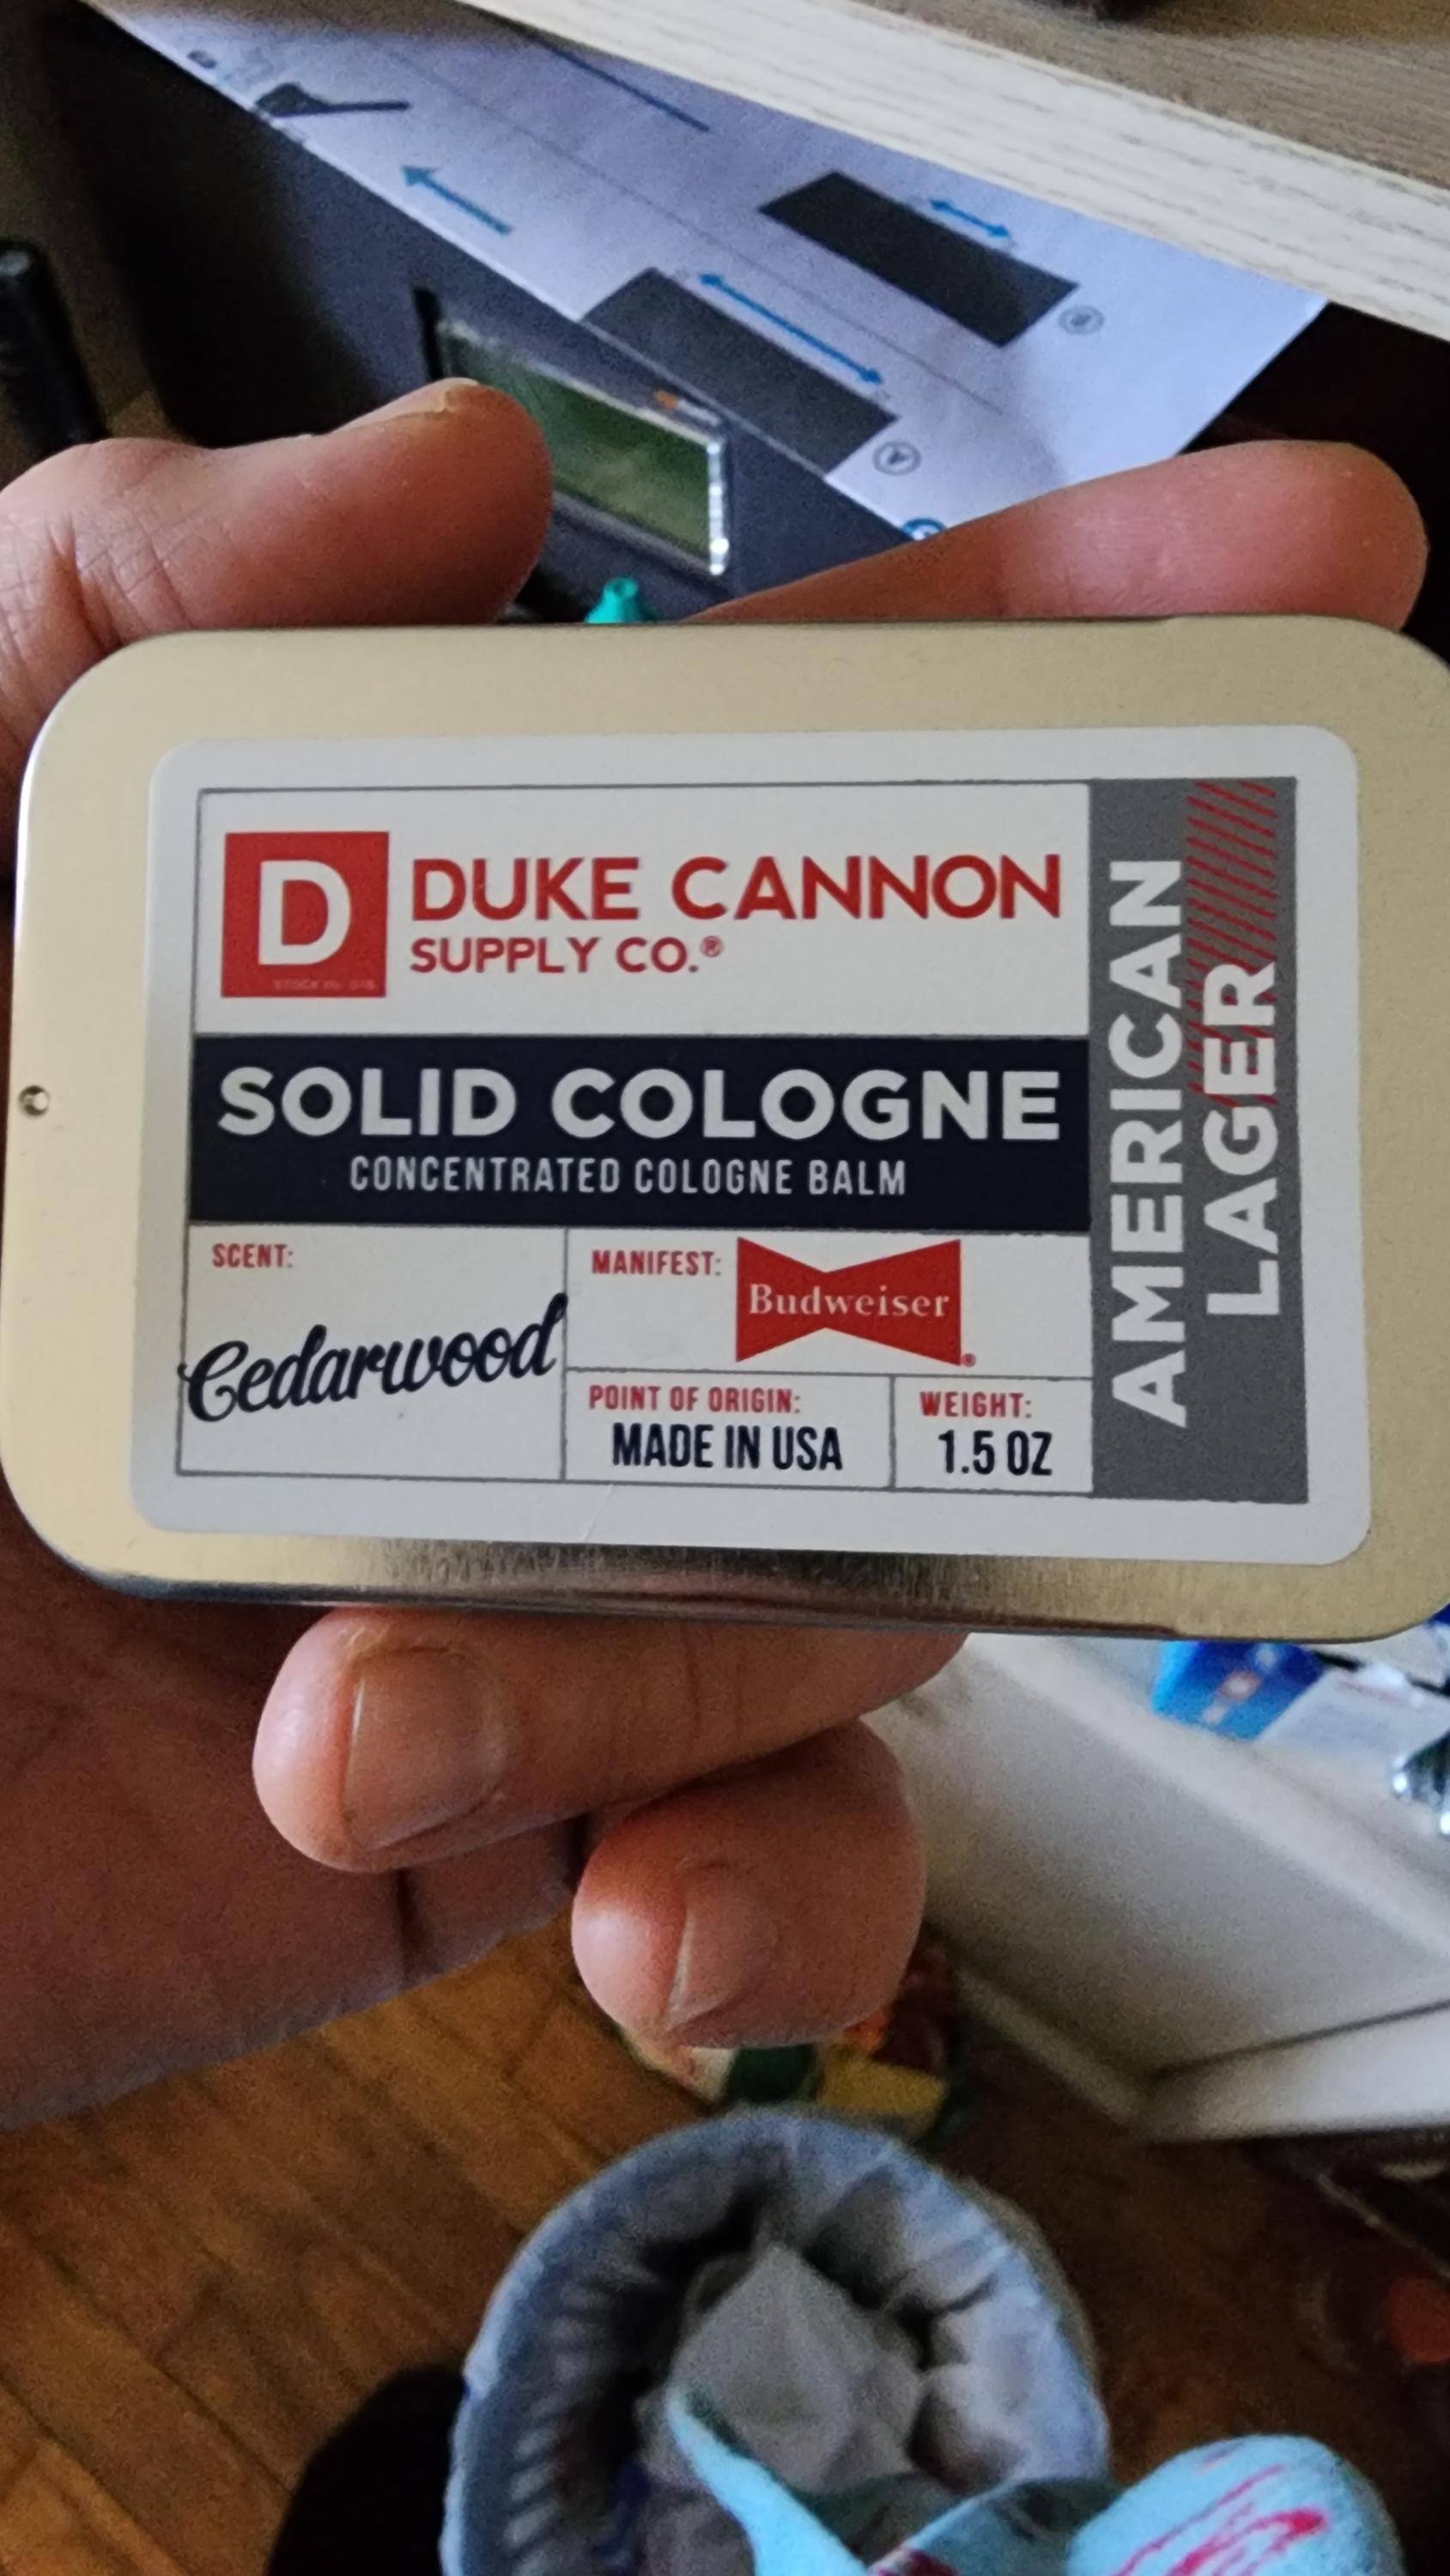 D
DUKE CANNON
SUPPLY CO.®
SOLID COLOGNE
CONCENTRATED COLOGNE BALM
SCENT:
Cedarwood
MANIFEST:
Budweiser®
POINT OF ORIGIN:
MADE IN USA
WEIGHT:
1.5 OZ
AMERICAN
LAGER